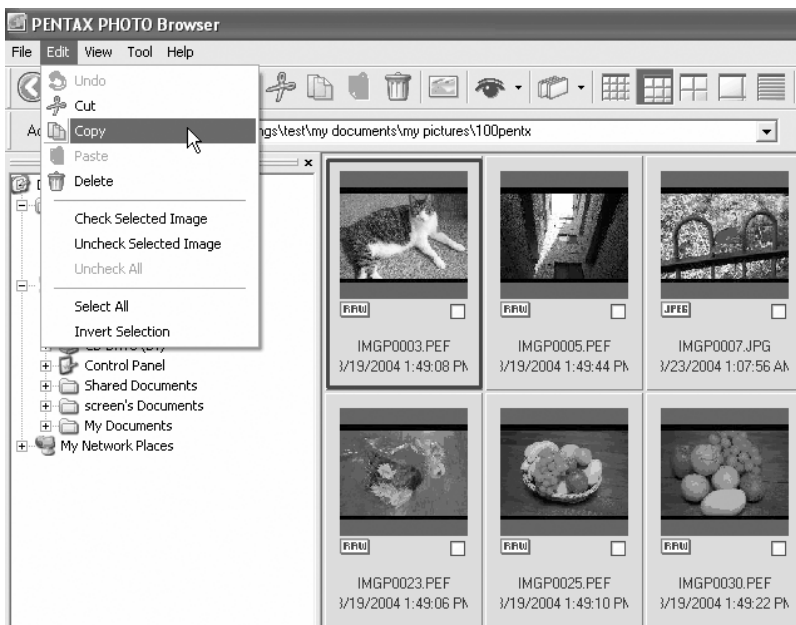 PENTAX PHOTO Browser
File Edit View Tool Help
Undo
Cut
Copy
Paste
Delete
Check Selected Image
Uncheck Selected Image
Uncheck All
Select All
Invert Selection
ngs\test\my documents\my pictures\100pentx
Control Panel
Shared Documents
screen's Documents
My Documents
My Network Places
RAW
RAW
JPEG
IMGP0003.PEF
IMGP0005.PEF
IMGP0007.JPG
3/19/2004 1:49:08 PM
3/19/2004 1:49:44 PM
3/23/2004 1:07:56 AM
RAW
RAW
RAW
IMGP0023.PEF
IMGP0025.PEF
IMGP0030.PEF
3/19/2004 1:49:06 PM
3/19/2004 1:49:10 PM
3/19/2004 1:49:22 PM